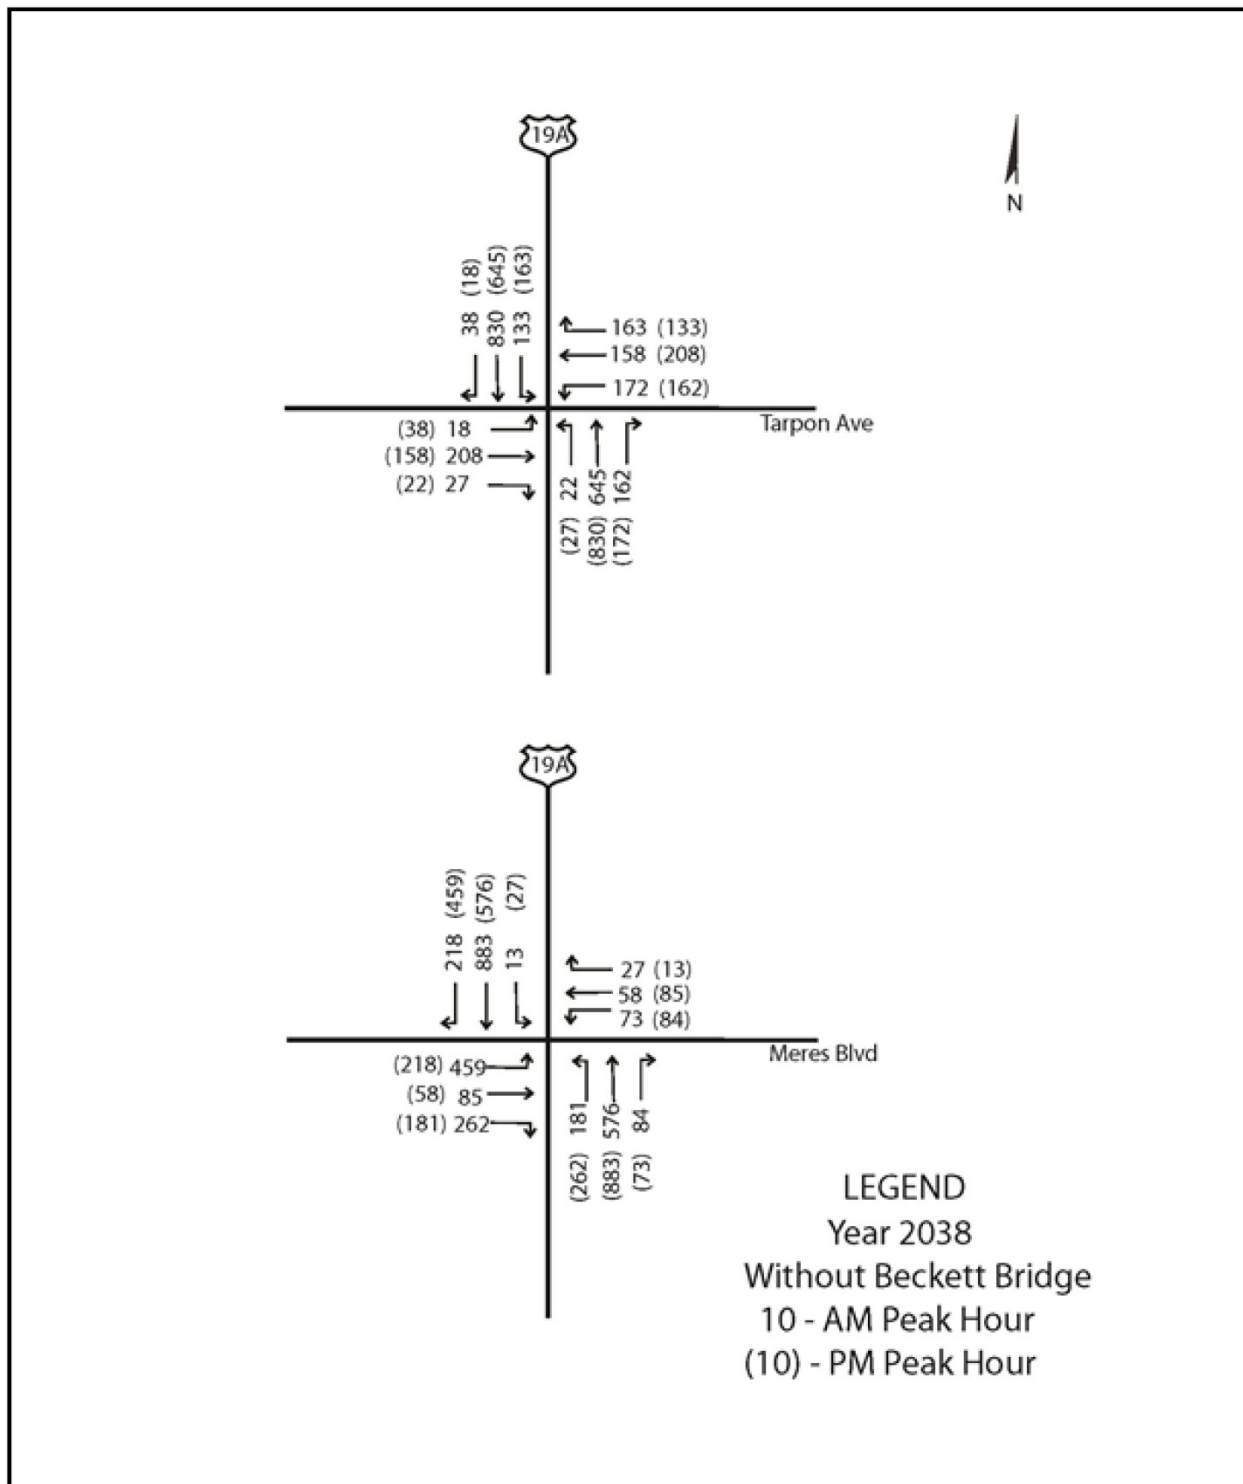 19A
N
38 (18)
830 (645)
133 (163)
163 (133)
158 (208)
172 (162)
Tarpon Ave
(38) 18
(158) 208
(22) 27
(27) 22
(830) 645
(172) 162
19A
218 (459)
883 (576)
13 (27)
27 (13)
58 (85)
73 (84)
Meres Blvd
(218) 459
(58) 85
(181) 262
(262) 181
(883) 576
(73) 84
LEGEND
Year 2038
Without Beckett Bridge
10 - AM Peak Hour
(10) - PM Peak Hour